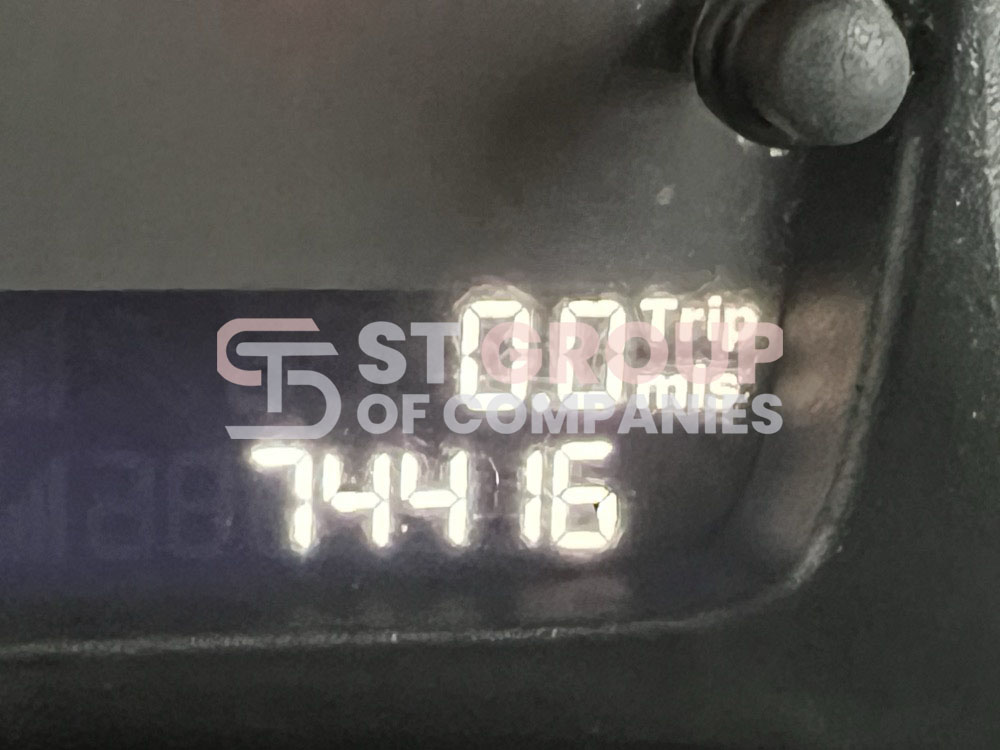 0.0 Trip
mls
ST GROUP
OF COMPANIES
74416